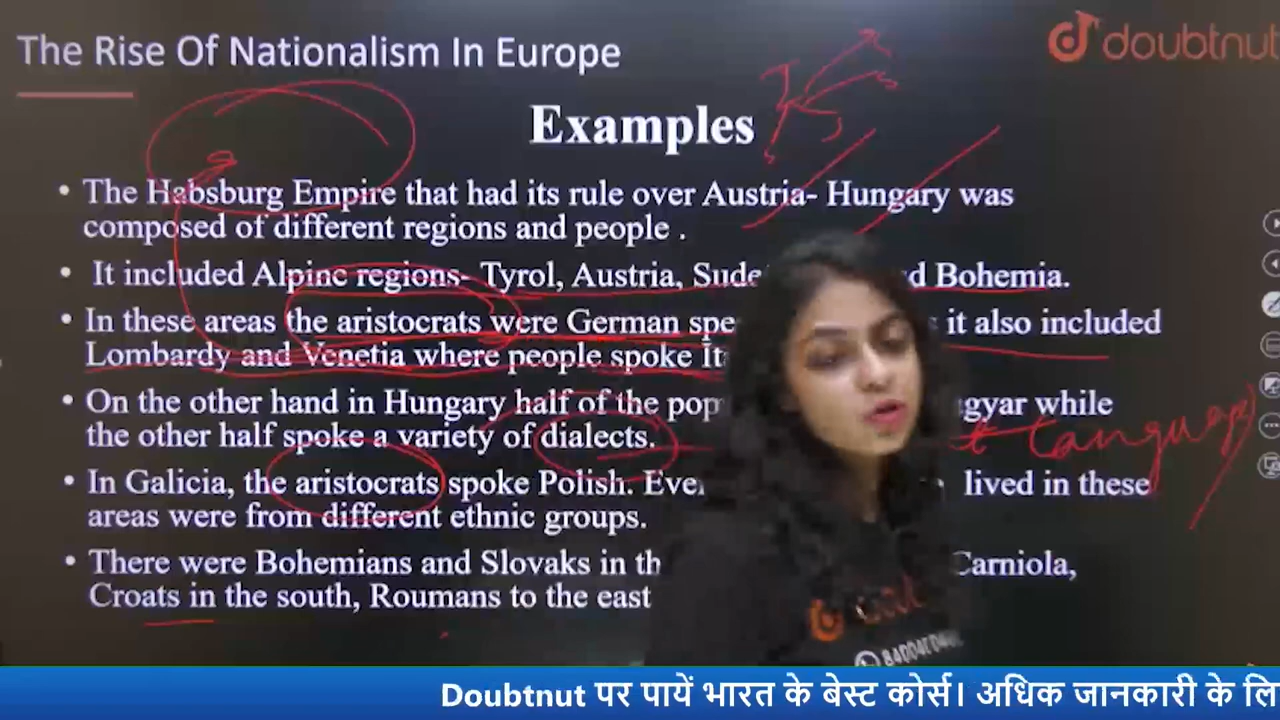 The Rise Of Nationalism In Europe
doubtnut
Examples
• The Habsburg Empire that had its rule over Austria- Hungary was
composed of different regions and people .
• It included Alpine regions- Tyrol, Austria, Sude d Bohemia.
• In these areas the aristocrats were German spe it also included
Lombardy and Venetia where people spoke Ita
• On the other hand in Hungary half of the pop gyar while
the other half spoke a variety of dialects.
language
• In Galicia, the aristocrats spoke Polish. Eve lived in these
areas were from different ethnic groups.
• There were Bohemians and Slovaks in th Carniola,
Croats in the south, Roumans to the east
Doubtnut पर पायें भारत के बेस्ट कोर्स। अधिक जानकारी के लि